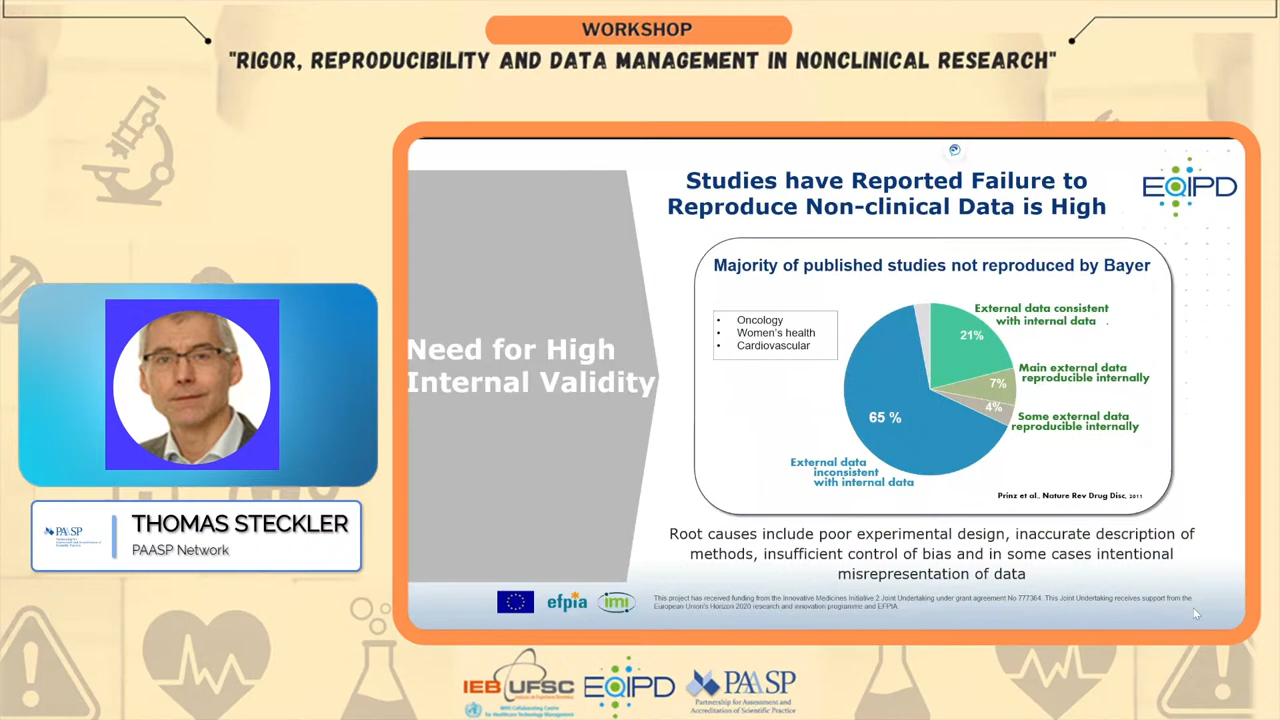 WORKSHOP
"RIGOR, REPRODUCIBILITY AND DATA MANAGEMENT IN NONCLINICAL RESEARCH"
Studies have Reported Failure to
Reproduce Non-clinical Data is High
EQIPD
Need for High
Internal Validity
Majority of published studies not reproduced by Bayer
• Oncology
• Women's health
• Cardiovascular
External data consistent
with internal data .
21%
Main external data
reproducible internally
7%
4%
Some external data
reproducible internally
65 %
External data
inconsistent
with internal data
Prinz et al., Nature Rev Drug Disc, 2011
Root causes include poor experimental design, inaccurate description of
methods, insufficient control of bias and in some cases intentional
misrepresentation of data
efpia
imi
This project has received funding from the Innovative Medicines Initiative 2 Joint Undertaking under grant agreement No 777364. This Joint Undertaking receives support from the
European Union's Horizon 2020 research and innovation programme and EFPIA.
PAASP
THOMAS STECKLER
PAASP Network
IEB UFSC
EQIPD
PAASP
Partnership for Assessment and
Accreditation of Scientific Practice